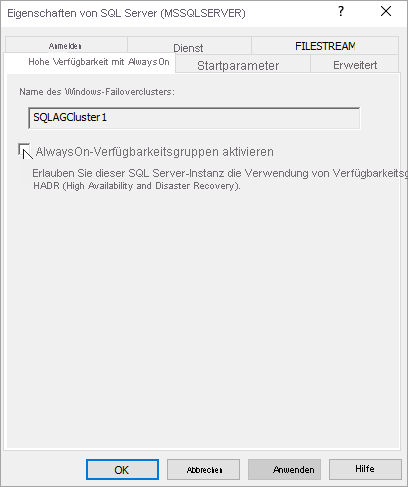 Eigenschaften von SQL Server (MSSQLSERVER)
?
Anmelden Dienst FILESTREAM
Hohe Verfügbarkeit mit AlwaysOn Startparameter Erweitert
Name des Windows-Failoverclusters:
SQLAGCluster1
AlwaysOn-Verfügbarkeitsgruppen aktivieren
Erlauben Sie dieser SQL Server-Instanz die Verwendung von Verfügbarkeitsg
HADR (High Availability and Disaster Recovery).
OK Abbrechen Anwenden Hilfe